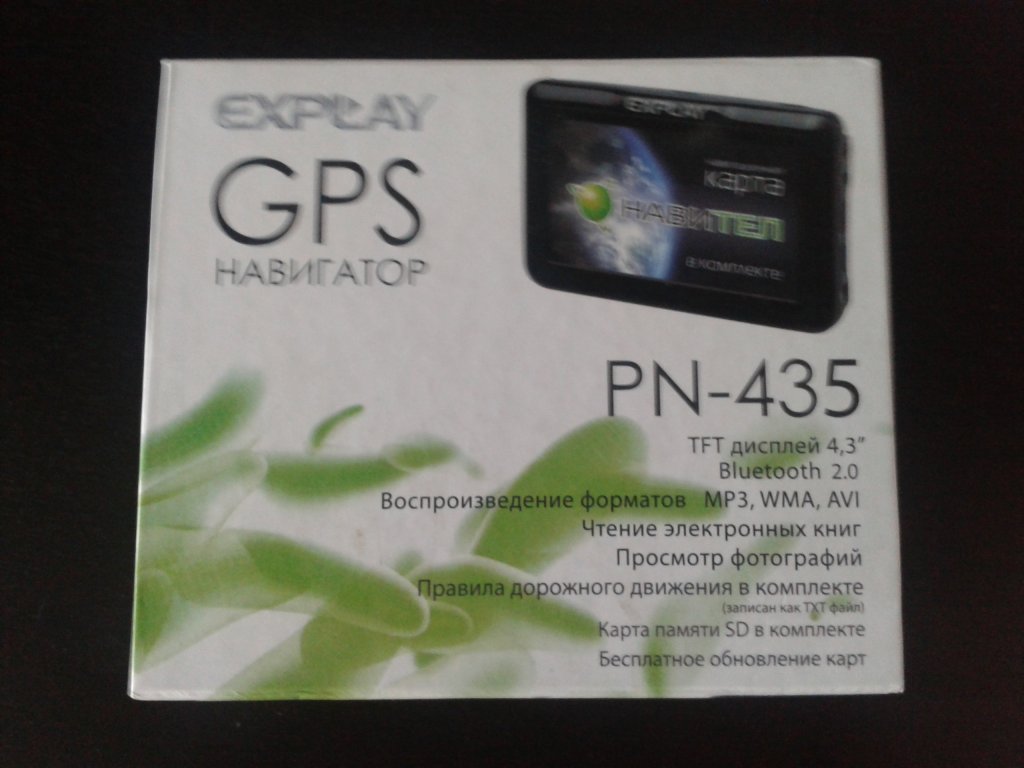 EXPLAY
GPS
НАВИГАТОР
EXPLAY
карта
НАВИТЕЛ
в комплекте
PN-435
TFT дисплей 4,3”
Bluetooth 2.0
Воспроизведение форматов MP3, WMA, AVI
Чтение электронных книг
Просмотр фотографий
Правила дорожного движения в комплекте
(записан как TXT файл)
Карта памяти SD в комплекте
Бесплатное обновление карт